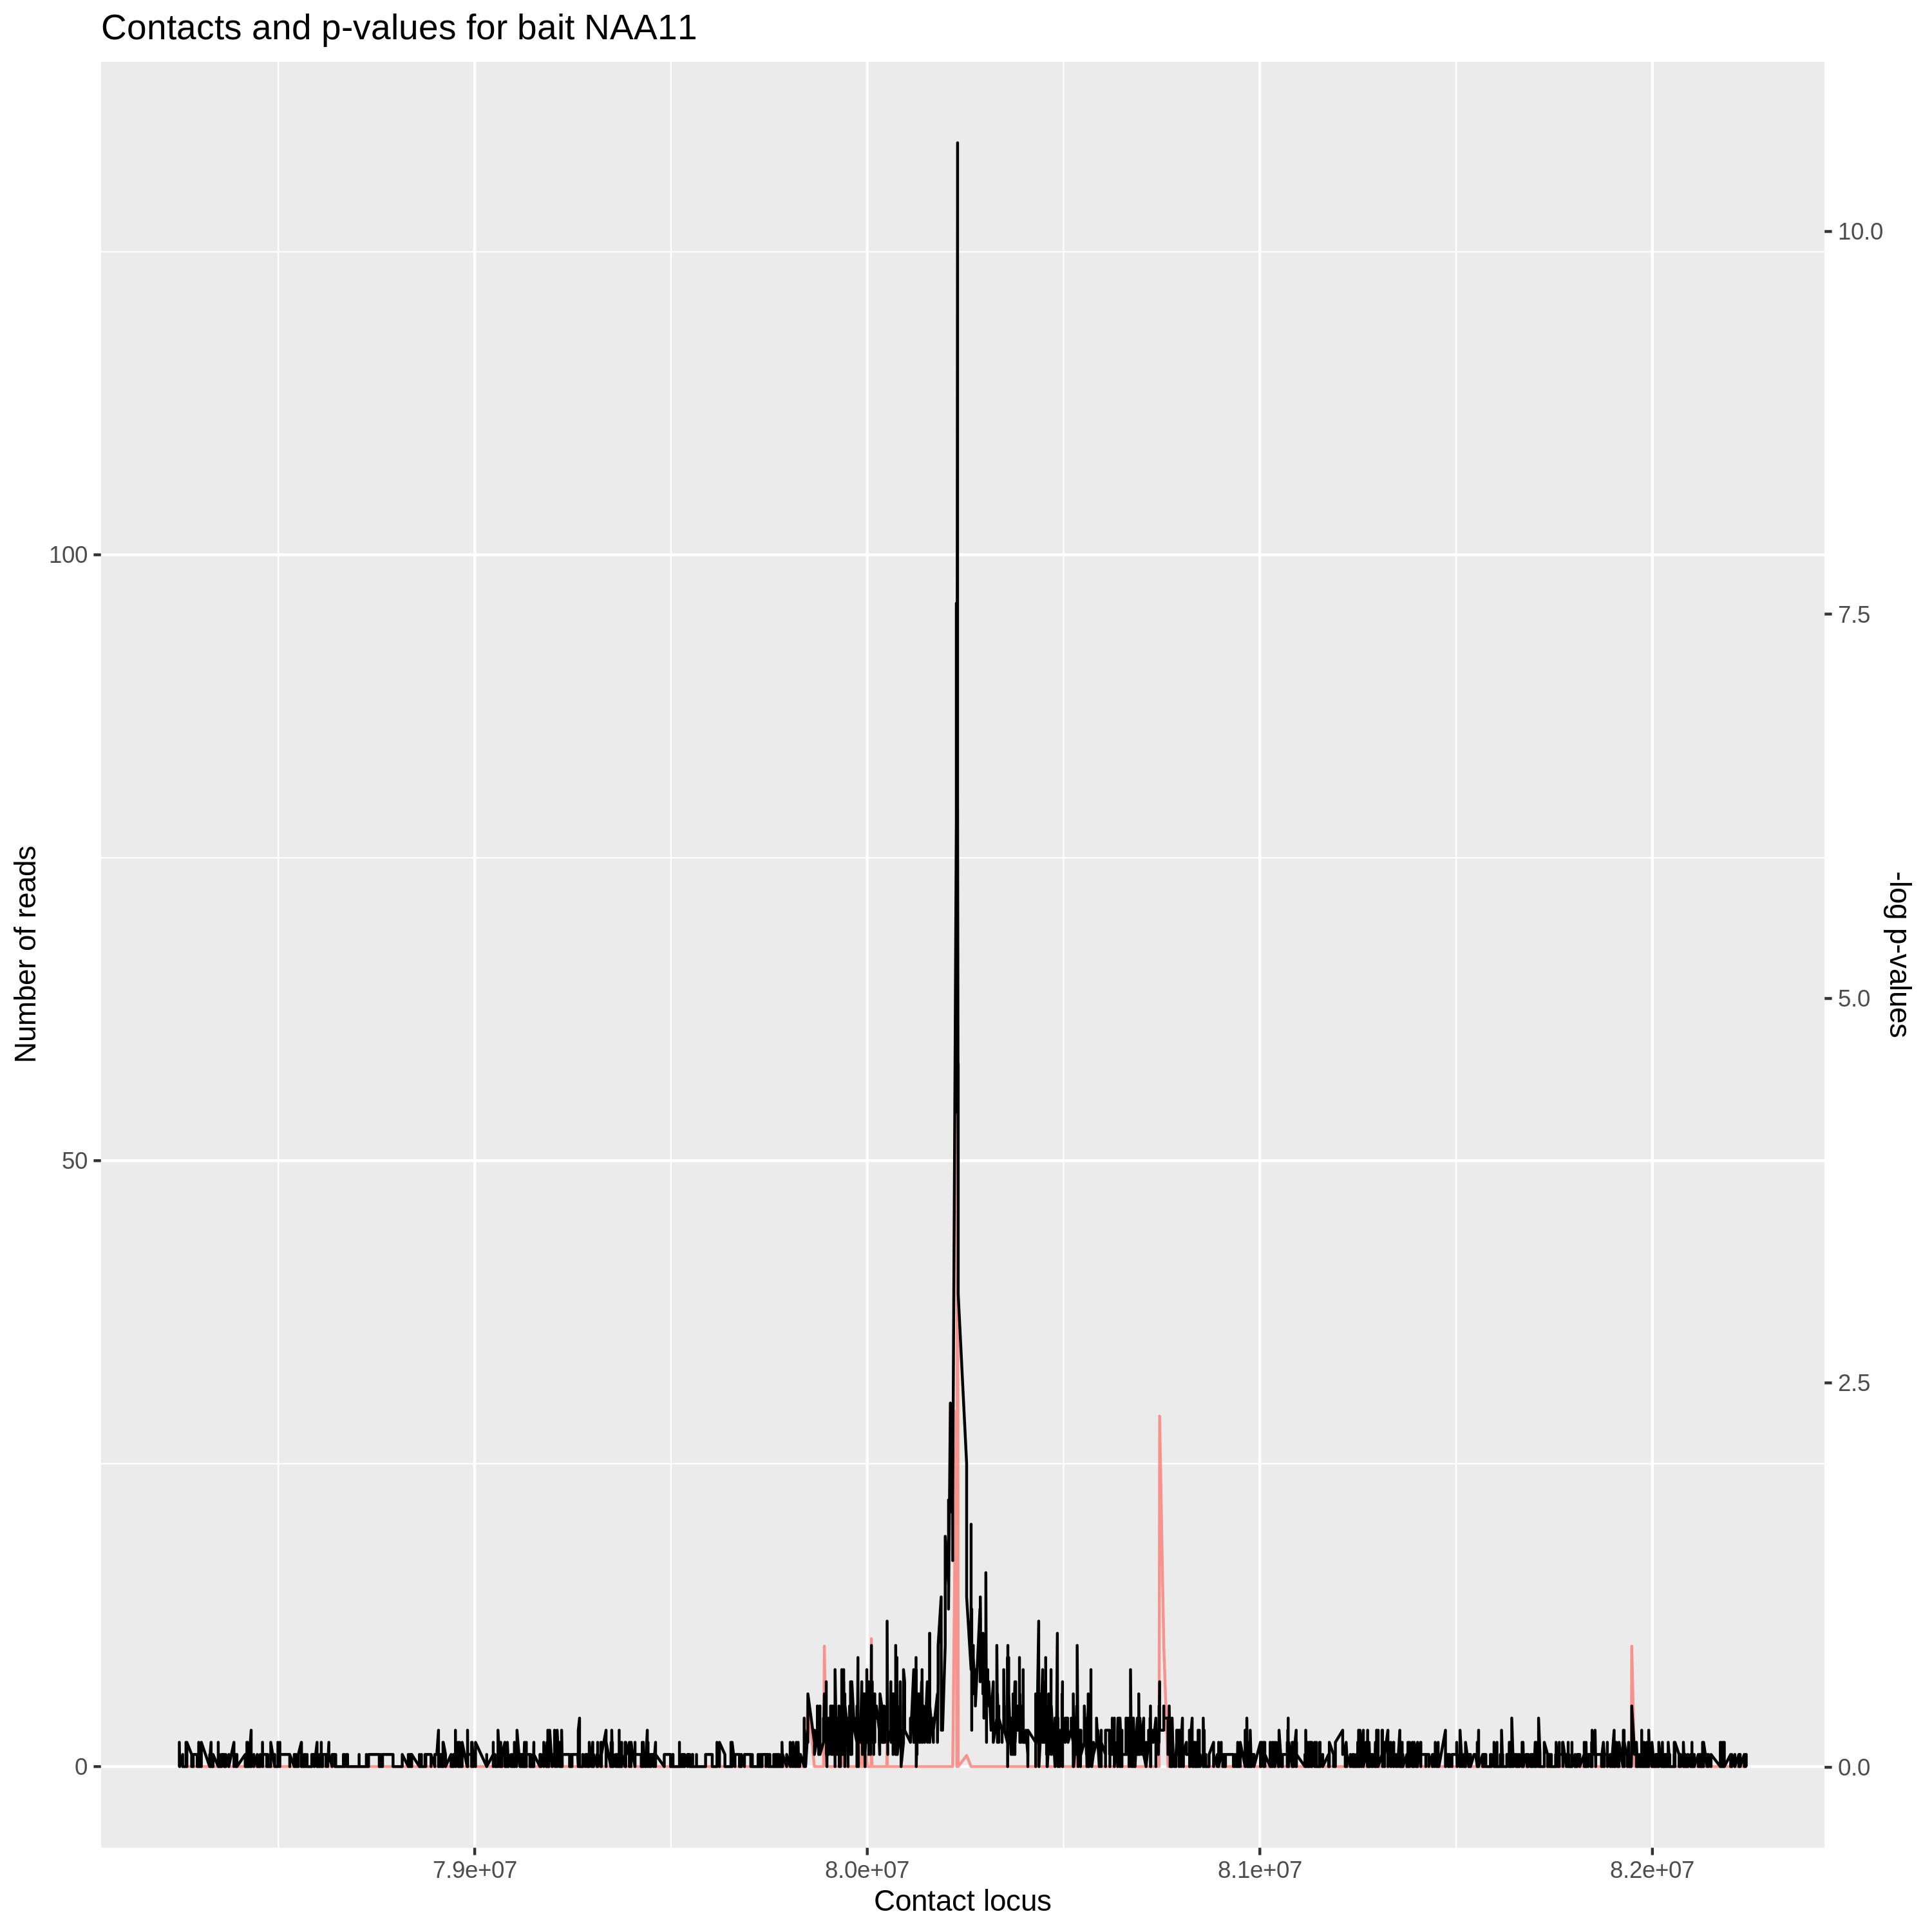 Contacts and p-values for bait NAA11
Number of reads
100
50
0
10.0
7.5
5.0
2.5
0.0
-log p-values
7.9e+07
8.0e+07
8.1e+07
8.2e+07
Contact locus